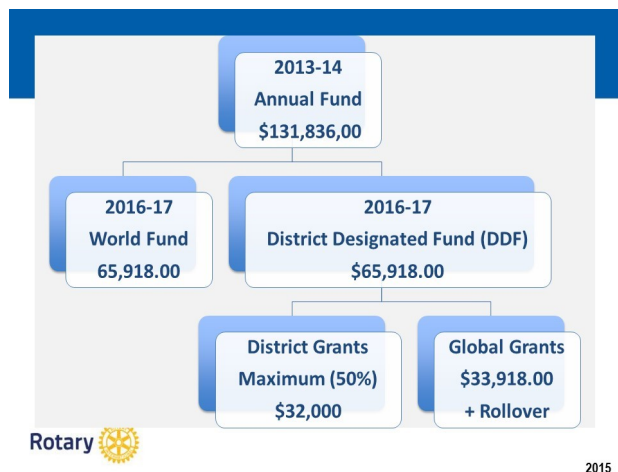 2013-14
Annual Fund
$131,836,00
2016-17
World Fund
65,918.00
2016-17
District Designated Fund (DDF)
$65,918.00
District Grants
Maximum (50%)
$32,000
Global Grants
$33,918.00
+ Rollover
Rotary
2015